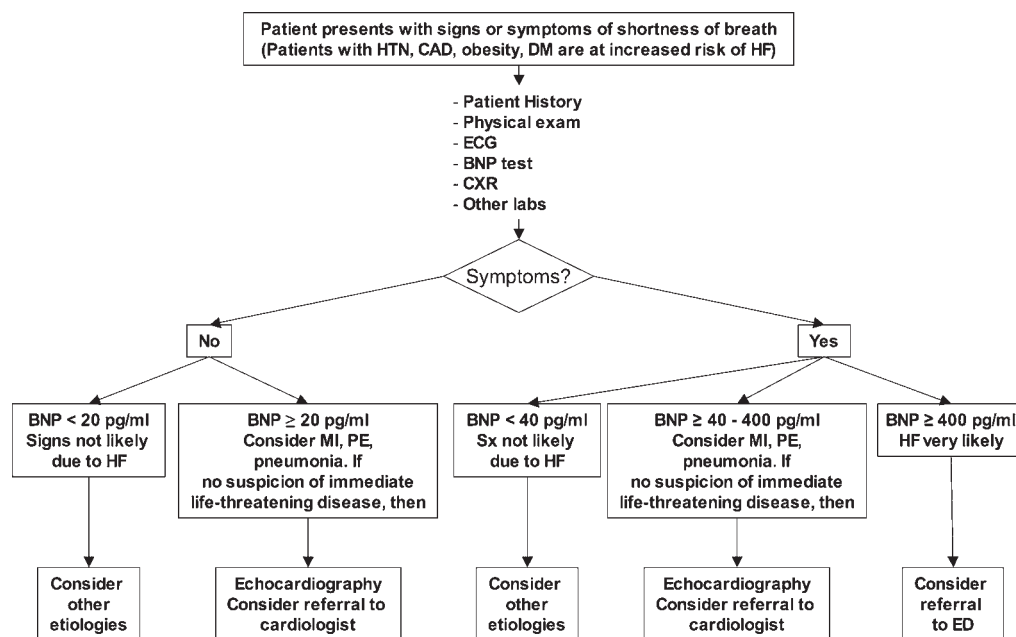 Patient presents with signs or symptoms of shortness of breath
(Patients with HTN, CAD, obesity, DM are at increased risk of HF)
- Patient History
- Physical exam
- ECG
- BNP test
- CXR
- Other labs
Symptoms?
No
Yes
BNP < 20 pg/ml
Signs not likely
due to HF
BNP ≥ 20 pg/ml
Consider MI, PE,
pneumonia. If
no suspicion of immediate
life-threatening disease, then
BNP < 40 pg/ml
Sx not likely
due to HF
BNP ≥ 40 - 400 pg/ml
Consider MI, PE,
pneumonia. If
no suspicion of immediate
life-threatening disease, then
BNP ≥ 400 pg/ml
HF very likely
Consider
other
etiologies
Echocardiography
Consider referral to
cardiologist
Consider
other
etiologies
Echocardiography
Consider referral to
cardiologist
Consider
referral
to ED